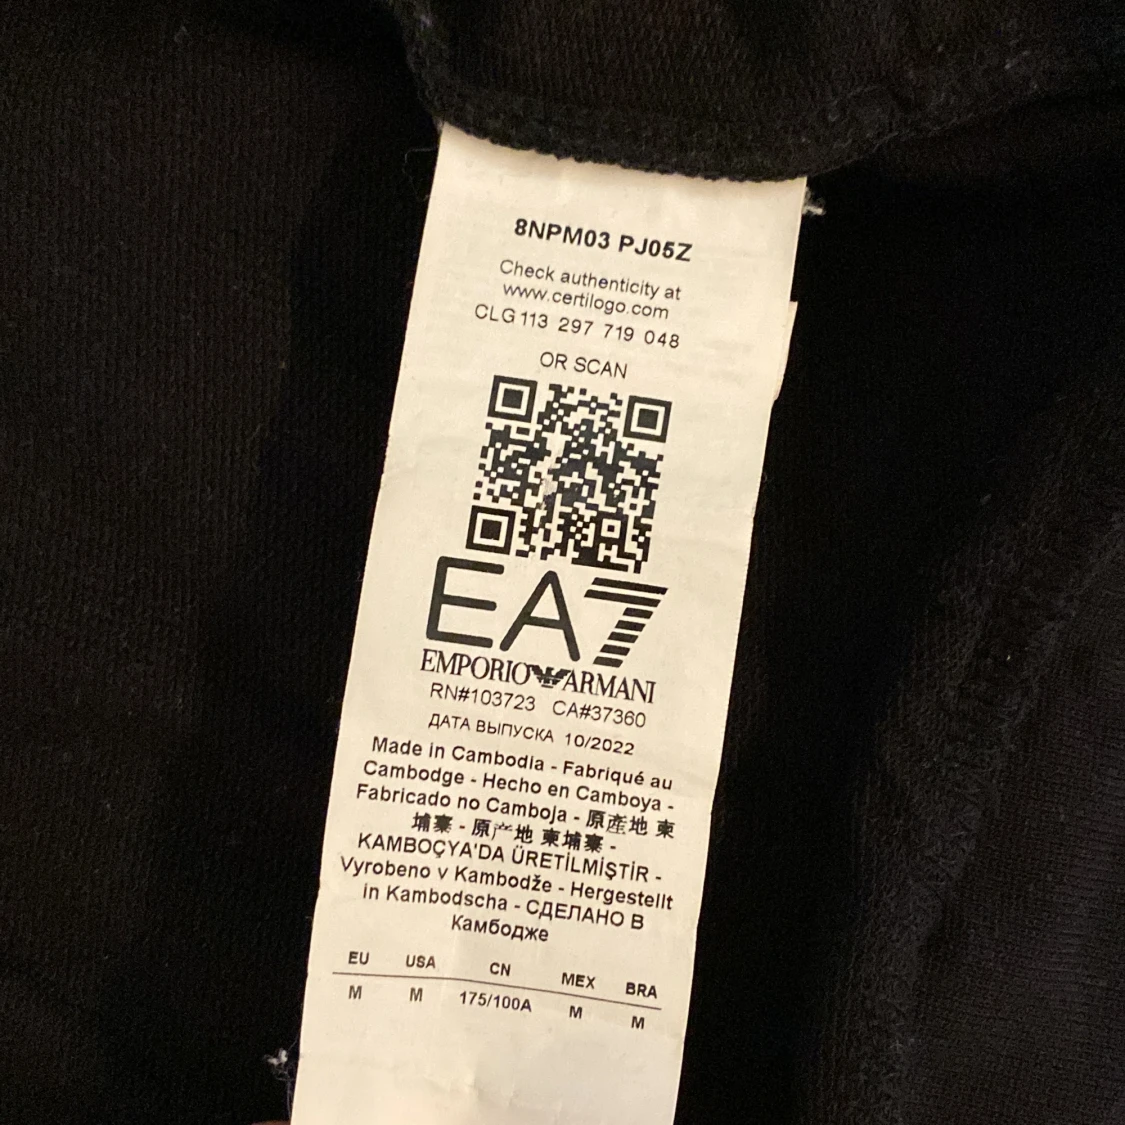 8NPM03 PJ05Z
Check authenticity at
www.certilogo.com
CLG 113 297 719 048
OR SCAN
EA7
EMPORIO ARMANI
RN#103723 CA#37360
ДАТА ВЫПУСКА 10/2022
Made in Cambodia - Fabriqué au
Cambodge - Hecho en Camboya -
Fabricado no Camboja - 原產地 柬
埔寨 - 原产地 柬埔寨 -
KAMBOÇYA'DA ÜRETİLMİŞTİR -
Vyrobeno v Kambodže - Hergestellt
in Kambodscha - СДЕЛАНО В
Камбодже
EU USA CN MEX BRA
M M 175/100A M M